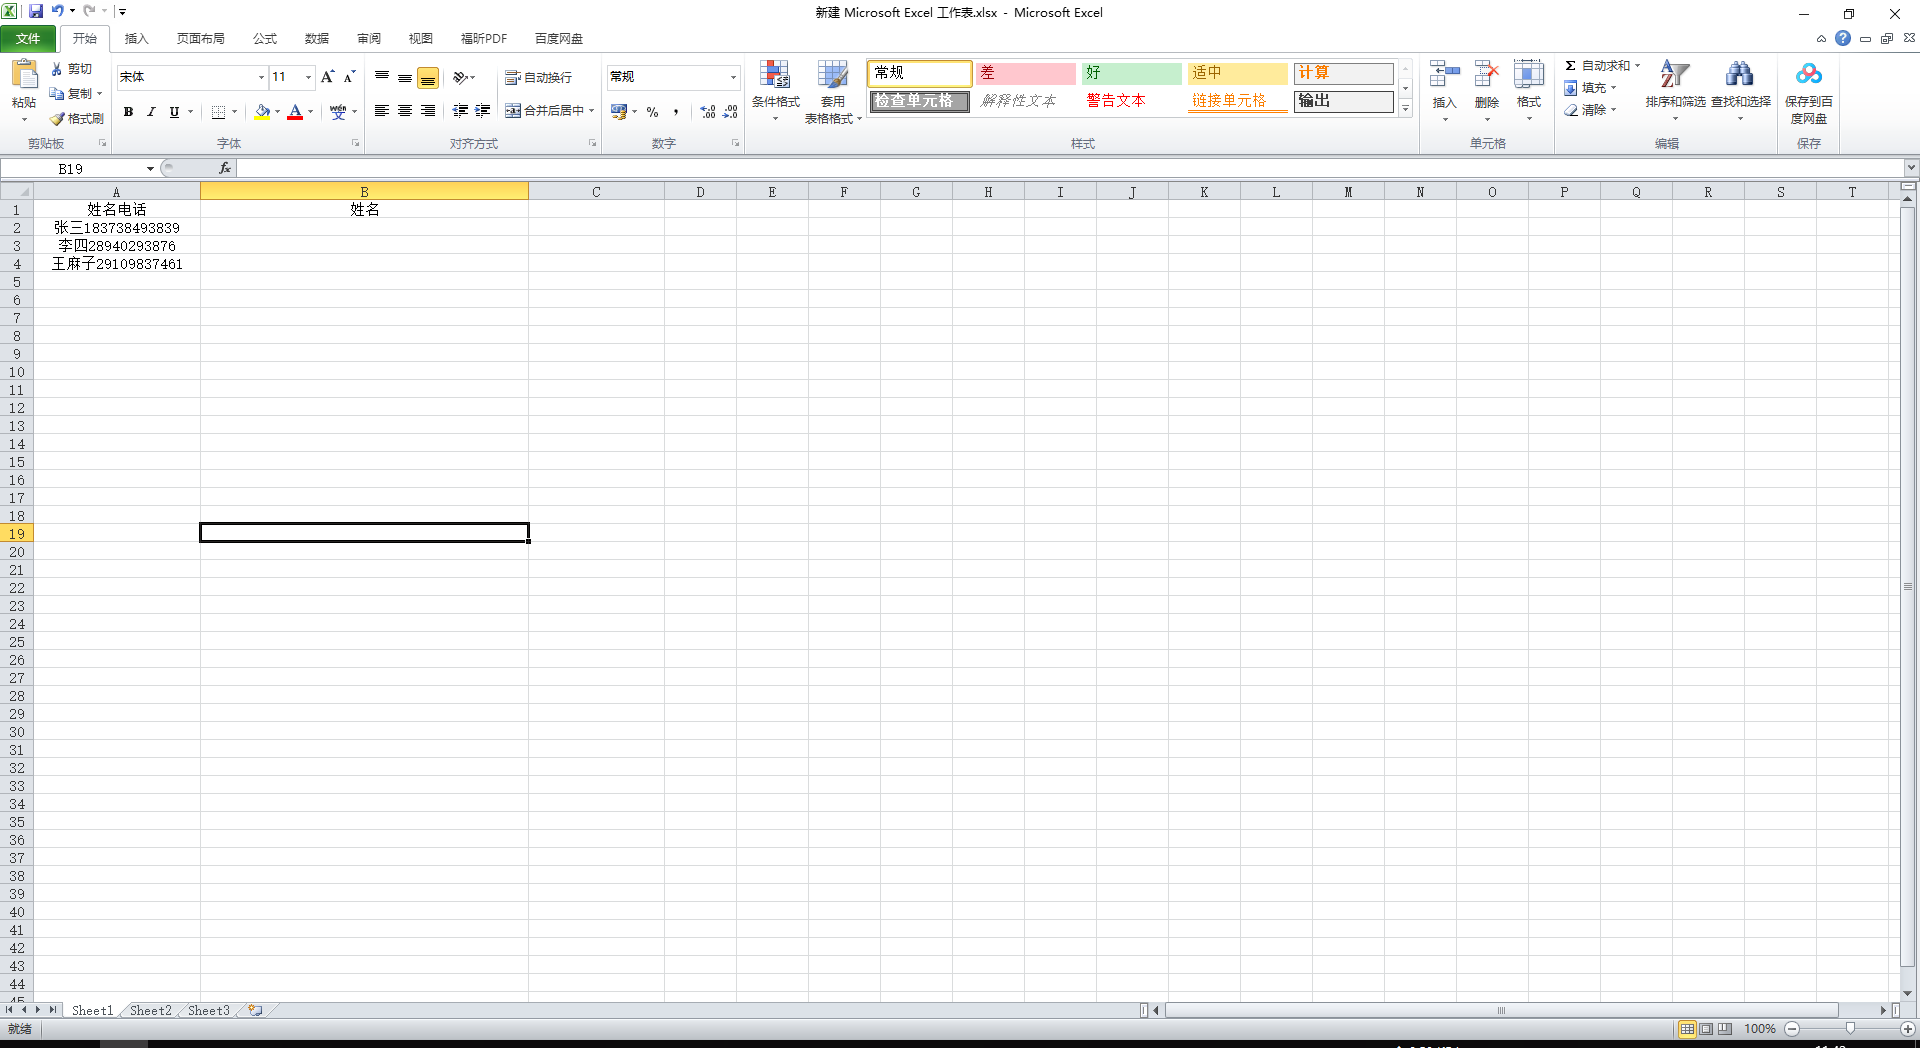 新建 Microsoft Excel 工作表.xlsx - Microsoft Excel
文件 开始 插入 页面布局 公式 数据 审阅 视图 福昕PDF 百度网盘
粘贴 剪切 复制 格式刷 剪贴板
宋体 11 B I U wén 字体
自动换行 合并后居中 对齐方式
常规 % , .00 数字
条件格式 套用 表格格式
常规 差 好 适中 计算
检查单元格 解释性文本 警告文本 链接单元格 输出
样式
插入 删除 格式 单元格
Σ 自动求和 填充 清除 排序和筛选 查找和选择 编辑
保存到百 度网盘 保存
B19 fx
A B C D E F G H I J K L M N O P Q R S T
1 姓名电话 姓名
2 张三183738493839
3 李四28940293876
4 王麻子29109837461
5
6
7
8
9
10
11
12
13
14
15
16
17
18
19
20
21
22
23
24
25
26
27
28
29
30
31
32
33
34
35
36
37
38
39
40
41
42
43
44
45
Sheet1 Sheet2 Sheet3
就绪 100%